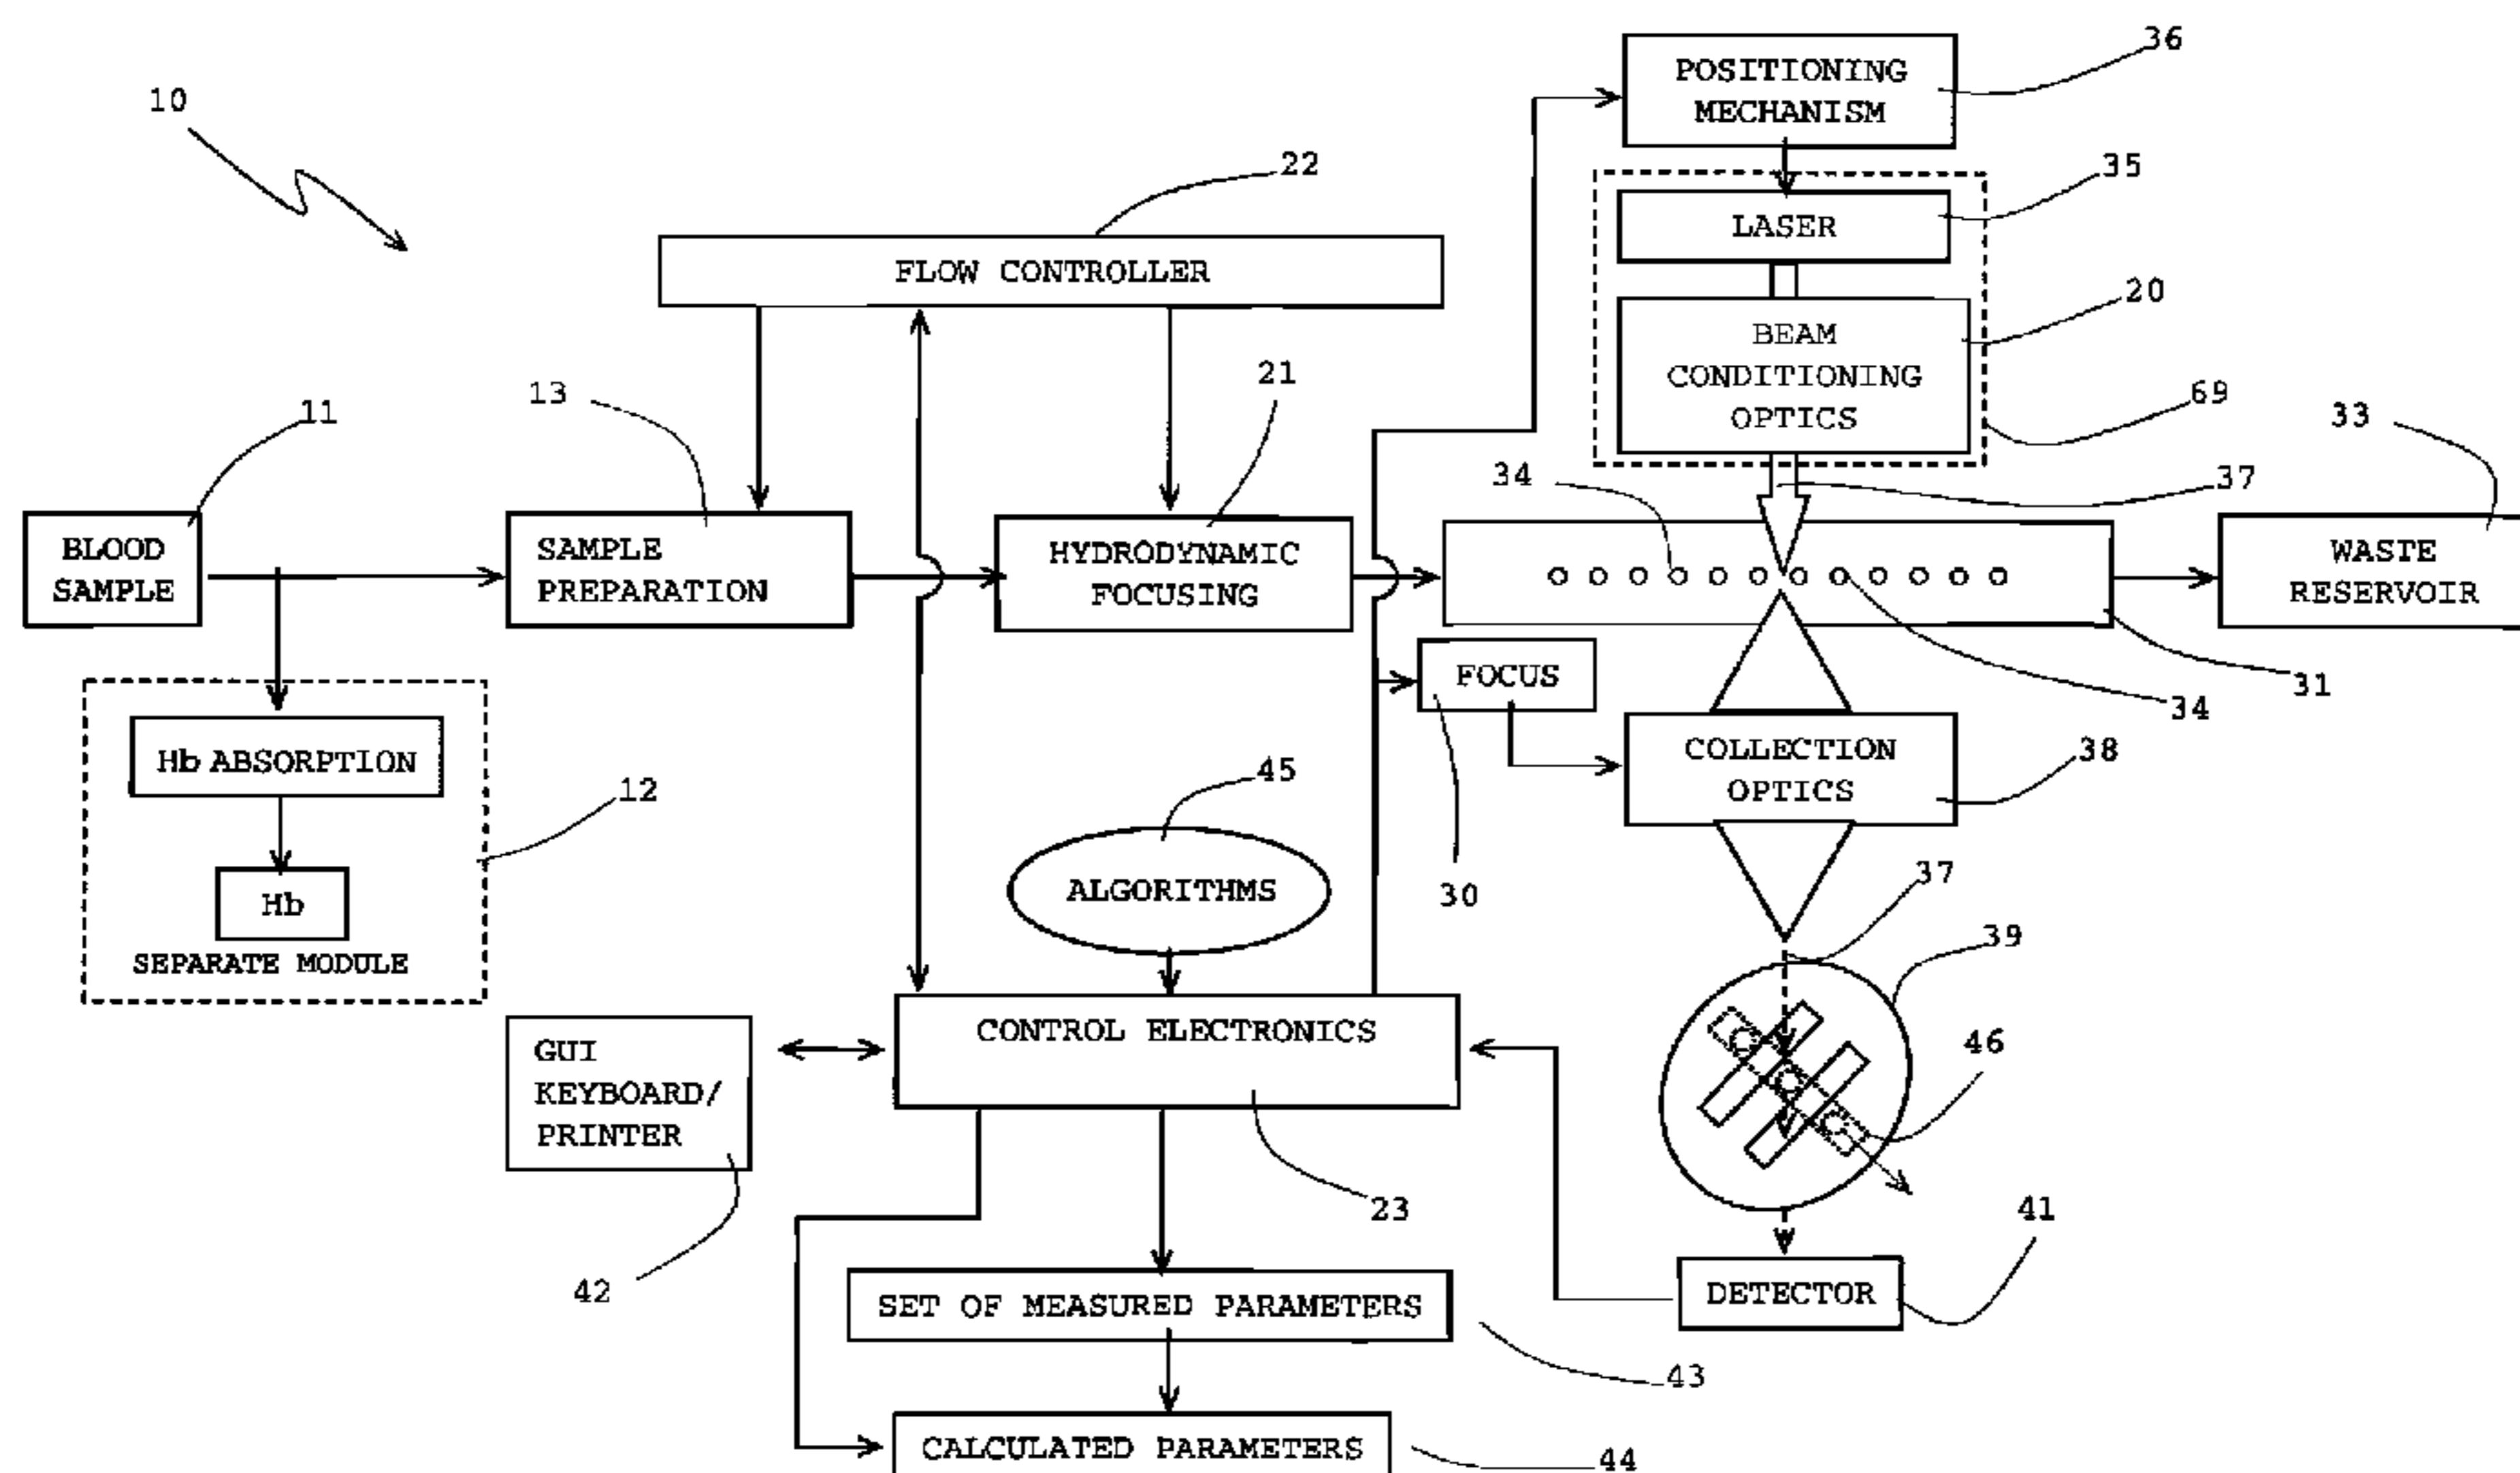 36
POSITIONING
MECHANISM
10
35
22
LASER
FLOW CONTROLLER
20
BEAM
CONDITIONING
OPTICS
21
13
69
11
33
34
37
BLOOD
SAMPLE
SAMPLE
PREPARATION
HYDRODYNAMIC
FOCUSING
WASTE
RESERVOIR
31
34
FOCUS
Hb ABSORPTION
COLLECTION
OPTICS
38
45
12
ALGORITHMS
30
37
Hb
SEPARATE MODULE
39
CONTROL ELECTRONICS
46
GUI
KEYBOARD/
PRINTER
23
41
42
DETECTOR
SET OF MEASURED PARAMETERS
43
CALCULATED PARAMETERS
44